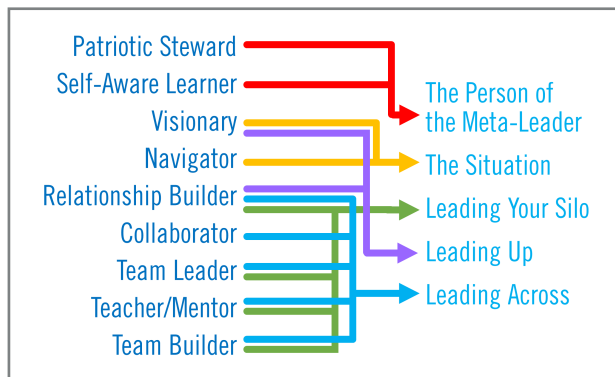 Patriotic Steward
Self-Aware Learner
Visionary
Navigator
Relationship Builder
Collaborator
Team Leader
Teacher/Mentor
Team Builder
The Person of
the Meta-Leader
The Situation
Leading Your Silo
Leading Up
Leading Across